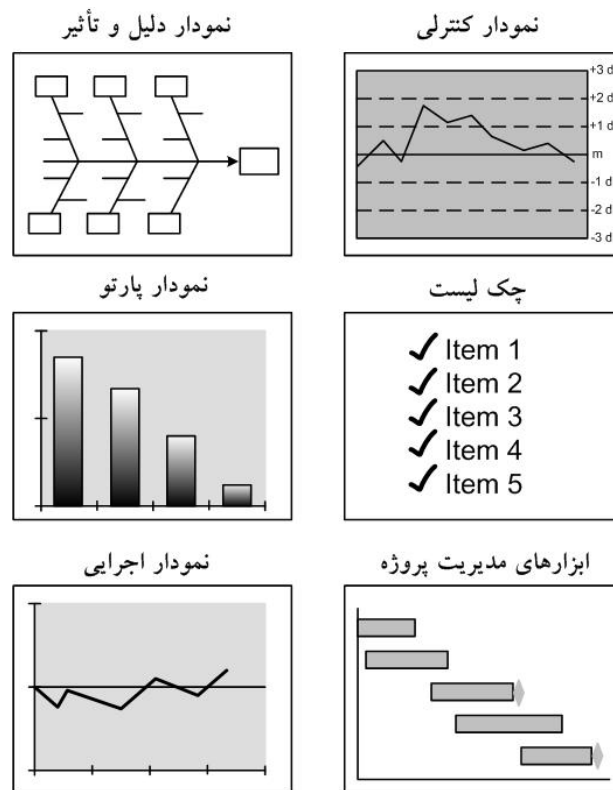 نمودار دلیل و تأثیر
نمودار کنترلی
+3 d
+2 d
+1 d
m
-1 d
-2 d
-3 d
نمودار پارتو
چک لیست
Item 1
Item 2
Item 3
Item 4
Item 5
نمودار اجرایی
ابزارهای مدیریت پروژه